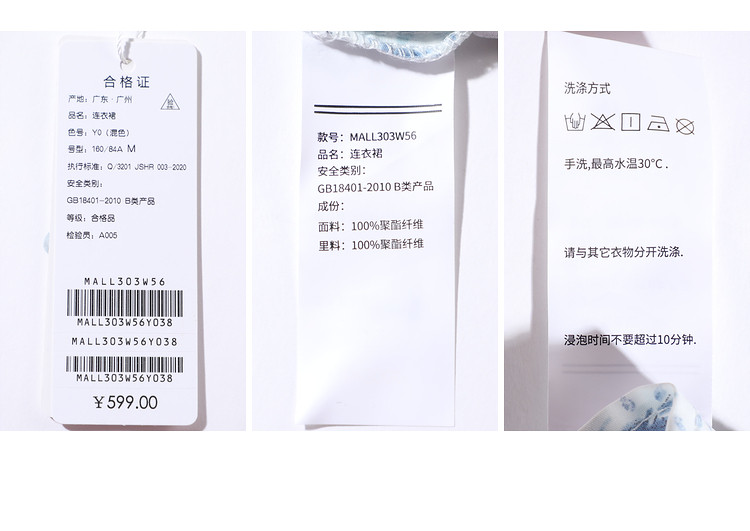 合格证
产地: 广东·广州
品名: 连衣裙
色号: Y0 (混色)
号型: 160/84A M
执行标准: Q/3201 JSHR 003-2020
安全类别:
GB18401-2010 B类产品
等级: 合格品
检验员: A005
MALL303W56
MALL303W56Y038
MALL303W56Y038
MALL303W56Y038
￥599.00
款号: MALL303W56
品名: 连衣裙
安全类别:
GB18401-2010 B类产品
成份:
面料: 100%聚酯纤维
里料: 100%聚酯纤维
洗涤方式
手洗,最高水温30℃.
请与其它衣物分开洗涤.
浸泡时间不要超过10分钟.